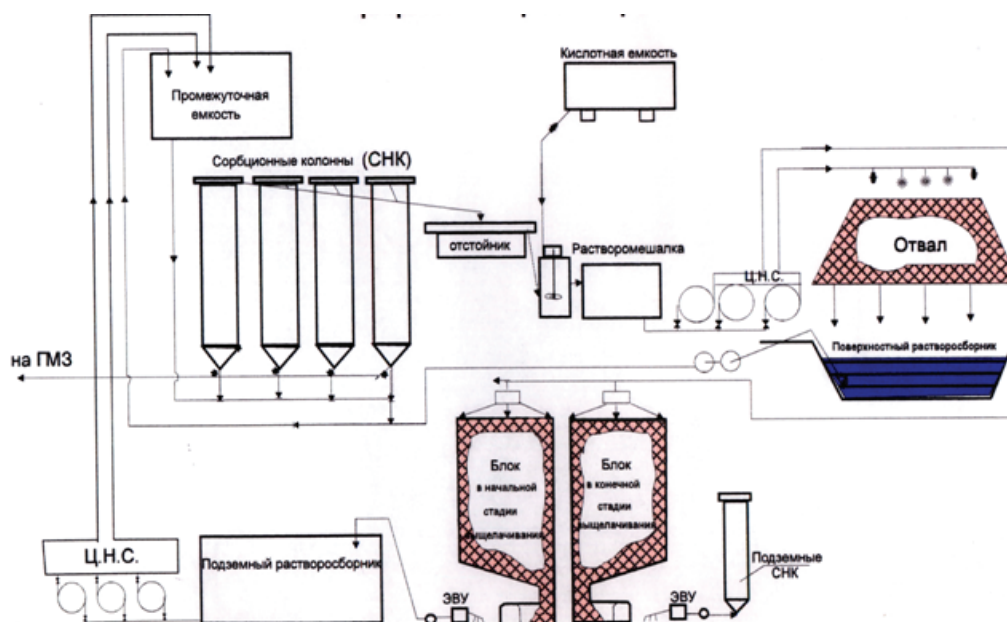 Кислотная емкость
Промежуточная
емкость
Сорбционные колонны (СНК)
отстойник
Растворомешалка
Ц.Н.С.
Отвал
Поверхностный растворосборник
на ГМЗ
Блок
в начальной
стадии
выщелачивания
Блок
в конечной
стадии
выщелачивания
Ц.Н.С.
Подземный растворосборник
ЭВУ
ЭВУ
Подземные
СНК